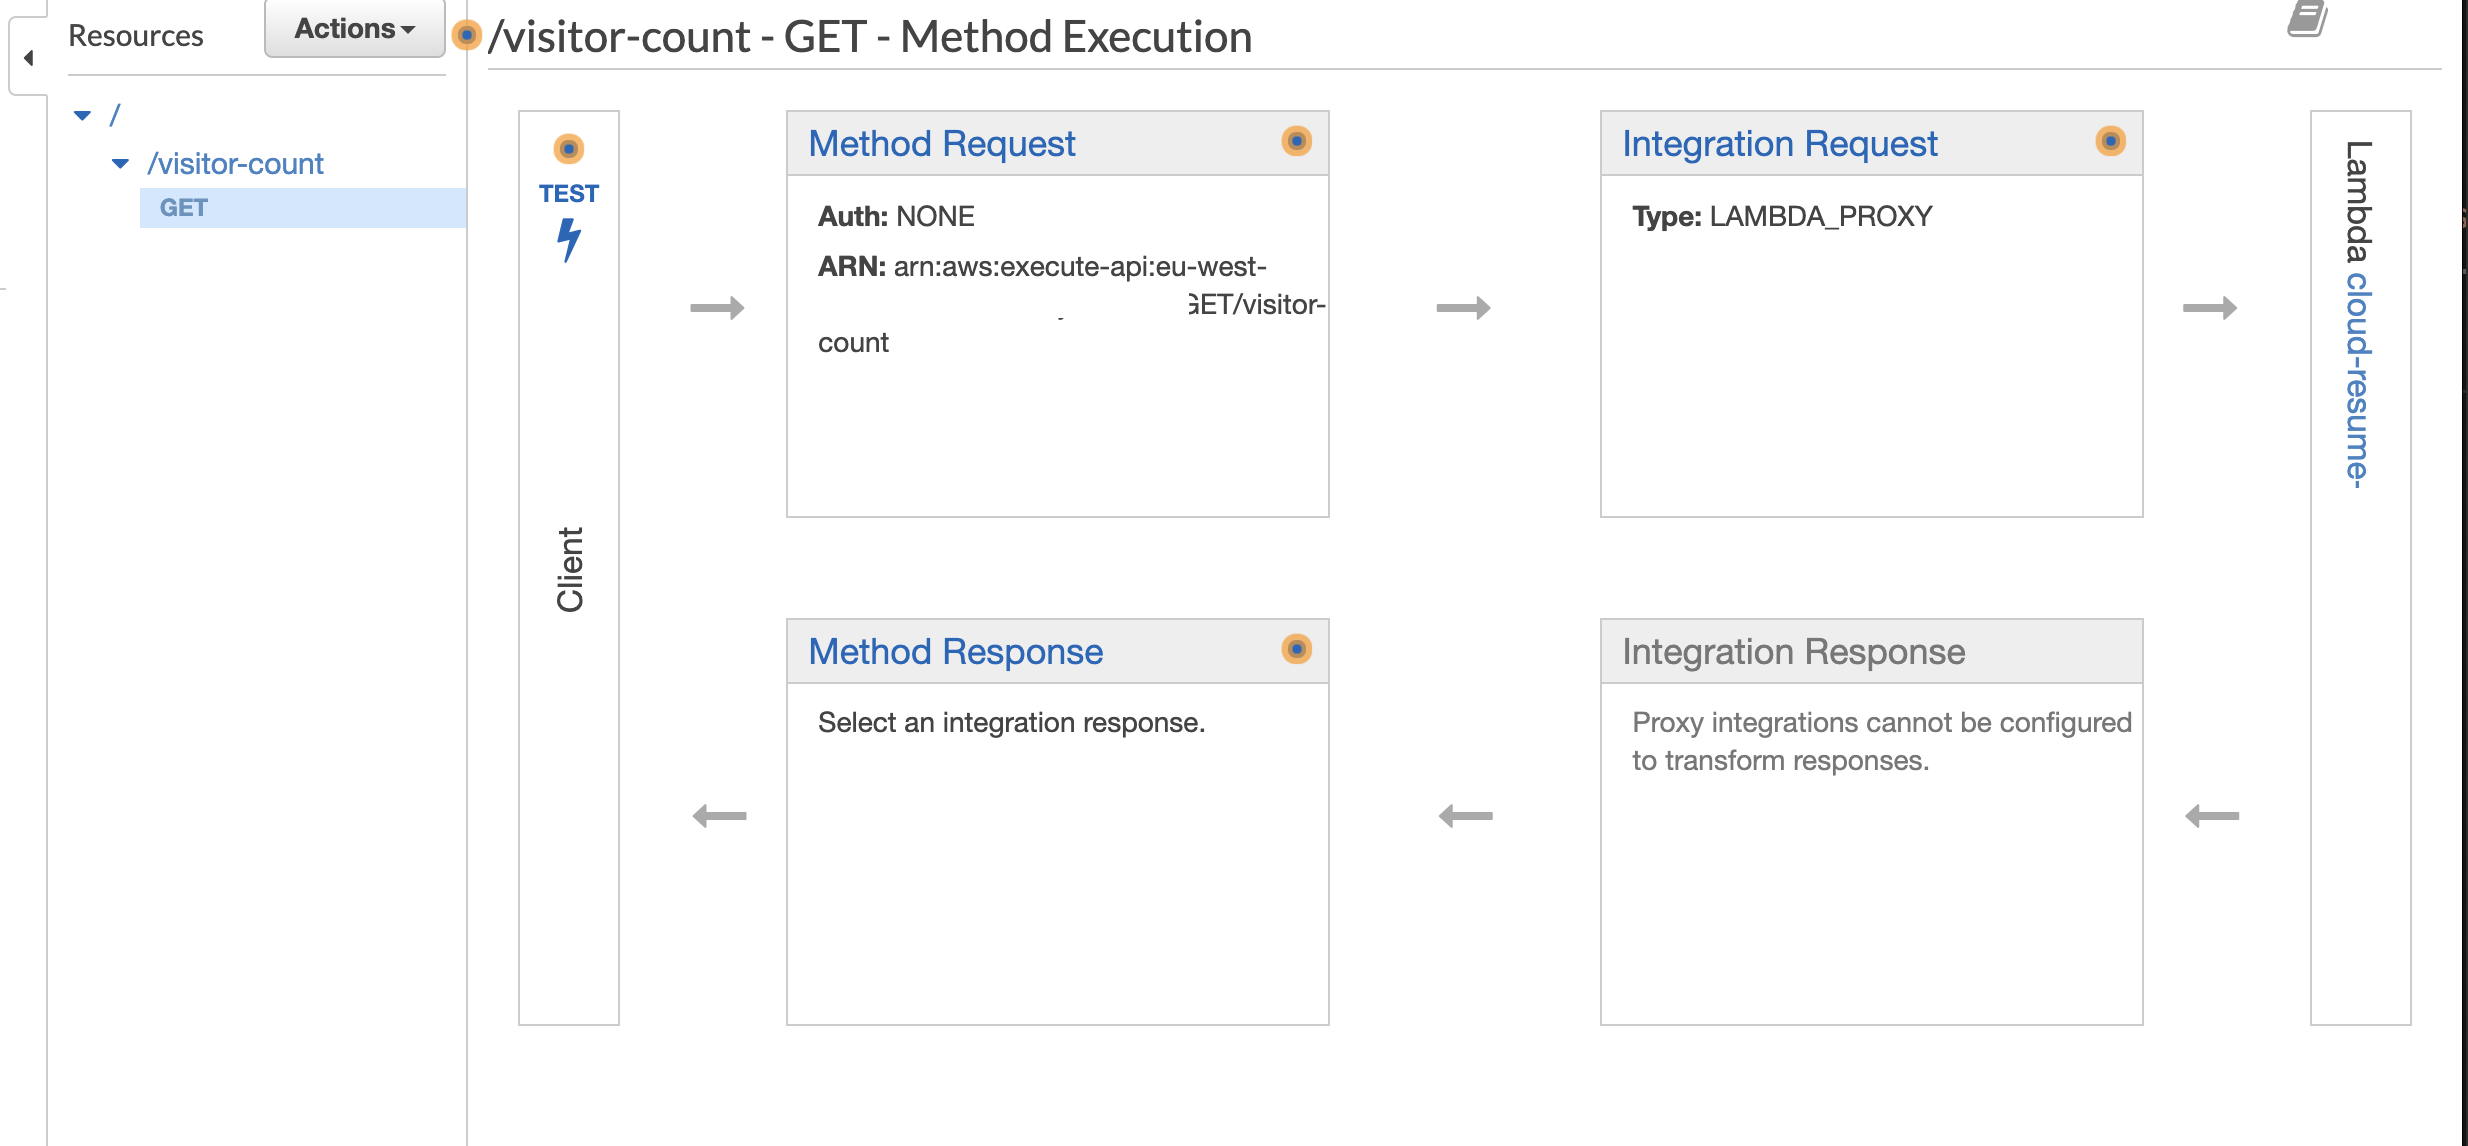 Resources
Actions
/
/visitor-count
GET
/visitor-count - GET - Method Execution
TEST
Client
Method Request
Auth: NONE
ARN: arn:aws:execute-api:eu-west-
GET/visitor-
count
Integration Request
Type: LAMBDA_PROXY
Lambda cloud-resume-
Method Response
Select an integration response.
Integration Response
Proxy integrations cannot be configured
to transform responses.